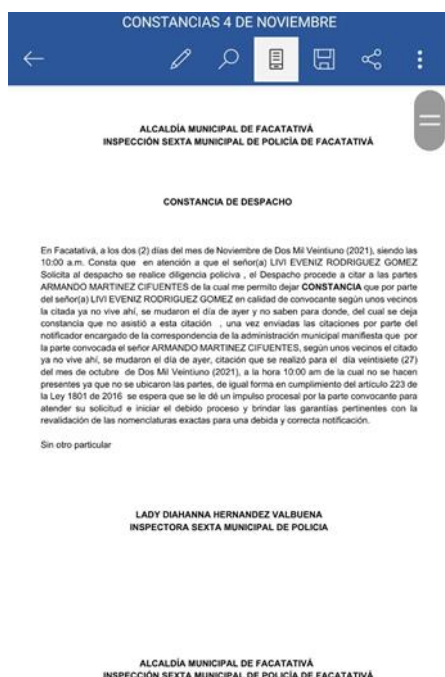 CONSTANCIAS 4 DE NOVIEMBRE
ALCALDÍA MUNICIPAL DE FACATATIVÁ
INSPECCIÓN SEXTA MUNICIPAL DE POLICÍA DE FACATATIVÁ
CONSTANCIA DE DESPACHO
En Facatativá, a los dos (2) días del mes de Noviembre de Dos Mil Veintiuno (2021), siendo las
10:00 a.m. Consta que en atención a que el señor(a) LIVI EVENIZ RODRIGUEZ GOMEZ
Solicita al despacho se realice diligencia policiva , el Despacho procede a citar a las partes
ARMANDO MARTINEZ CIFUENTES de la cual me permito dejar CONSTANCIA que por parte
del señor(a) LIVI EVENIZ RODRIGUEZ GOMEZ en calidad de convocante según unos vecinos
la citada ya no vive ahí, se mudaron el día de ayer y no saben para donde, del cual se deja
constancia que no asistió a esta citación , una vez enviadas las citaciones por parte del
notificador encargado de la correspondencia de la administración municipal manifiesta que por
la parte convocada el señor ARMANDO MARTINEZ CIFUENTES, según unos vecinos el citado
ya no vive ahí, se mudaron el día de ayer, citación que se realizó para el día veintisiete (27)
del mes de octubre de Dos Mil Veintiuno (2021), a la hora 10:00 am de la cual no se hacen
presentes ya que no se ubicaron las partes, de igual forma en cumplimiento del artículo 223 de
la Ley 1801 de 2016 se espera que se le dé un impulso procesal por la parte convocante para
atender su solicitud e iniciar el debido proceso y brindar las garantías pertinentes con la
revalidación de las nomenclaturas exactas para una debida y correcta notificación.
Sin otro particular
LADY DIAHANNA HERNANDEZ VALBUENA
INSPECTORA SEXTA MUNICIPAL DE POLICIA
ALCALDÍA MUNICIPAL DE FACATATIVÁ
INSPECCIÓN SEXTA MUNICIPAL DE POLICÍA DE FACATATIVÁ